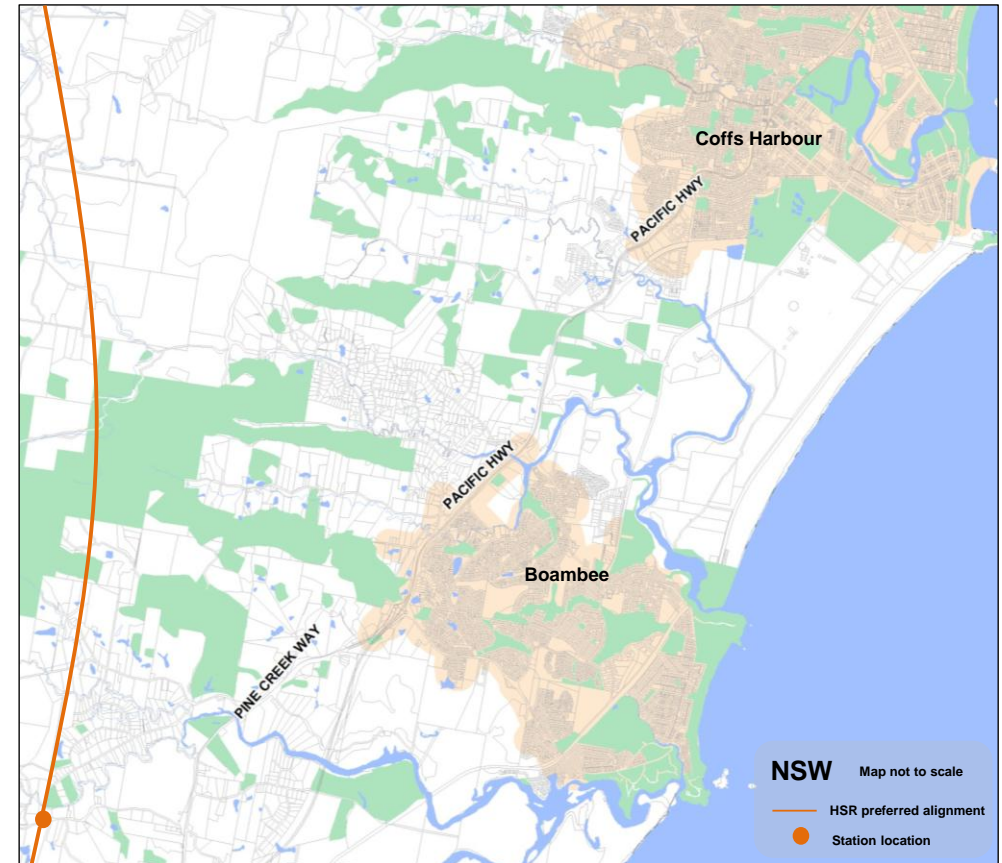 Coffs Harbour
PACIFIC HWY
PACIFIC HWY
Boambee
PINE CREEK WAY
NSW Map not to scale
HSR preferred alignment
Station location